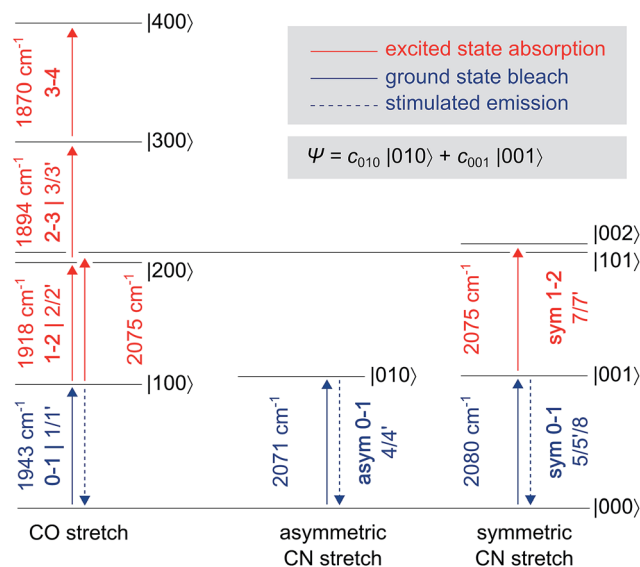 |400⟩
1870 cm⁻¹
3-4
excited state absorption
ground state bleach
stimulated emission
Ψ = c₀₁₀ |010⟩ + c₀₀₁ |001⟩
|300⟩
1894 cm⁻¹
2-3 | 3/3'
|002⟩
|101⟩
|200⟩
1918 cm⁻¹
1-2 | 2/2'
2075 cm⁻¹
2075 cm⁻¹
sym 1-2
7/7'
|100⟩
|010⟩
|001⟩
1943 cm⁻¹
0-1 | 1/1'
2071 cm⁻¹
asym 0-1
4/4'
2080 cm⁻¹
sym 0-1
5/5'/8
|000⟩
CO stretch
asymmetric
CN stretch
symmetric
CN stretch